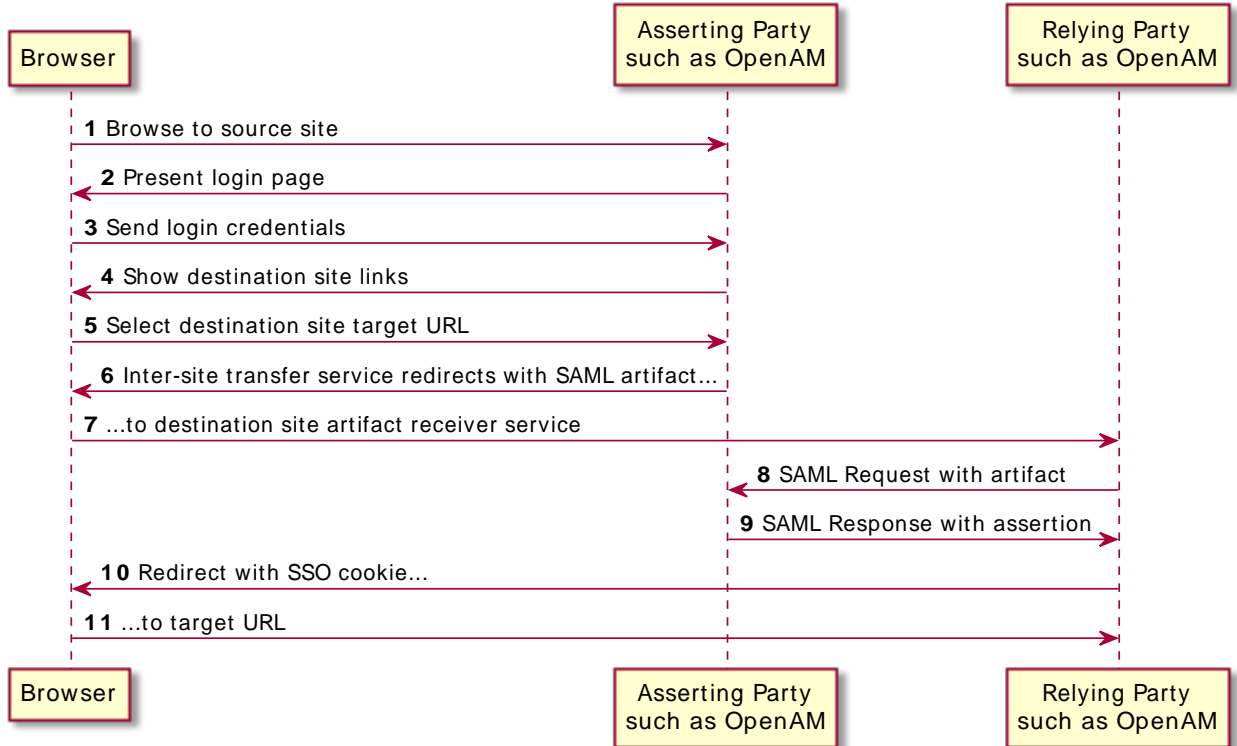 Browser
Asserting Party
such as OpenAM
Relying Party
such as OpenAM
1 Browse to source site
2 Present login page
3 Send login credentials
4 Show destination site links
5 Select destination site target URL
6 Inter-site transfer service redirects with SAML artifact...
7 ...to destination site artifact receiver service
8 SAML Request with artifact
9 SAML Response with assertion
10 Redirect with SSO cookie...
11 ...to target URL
Browser
Asserting Party
such as OpenAM
Relying Party
such as OpenAM